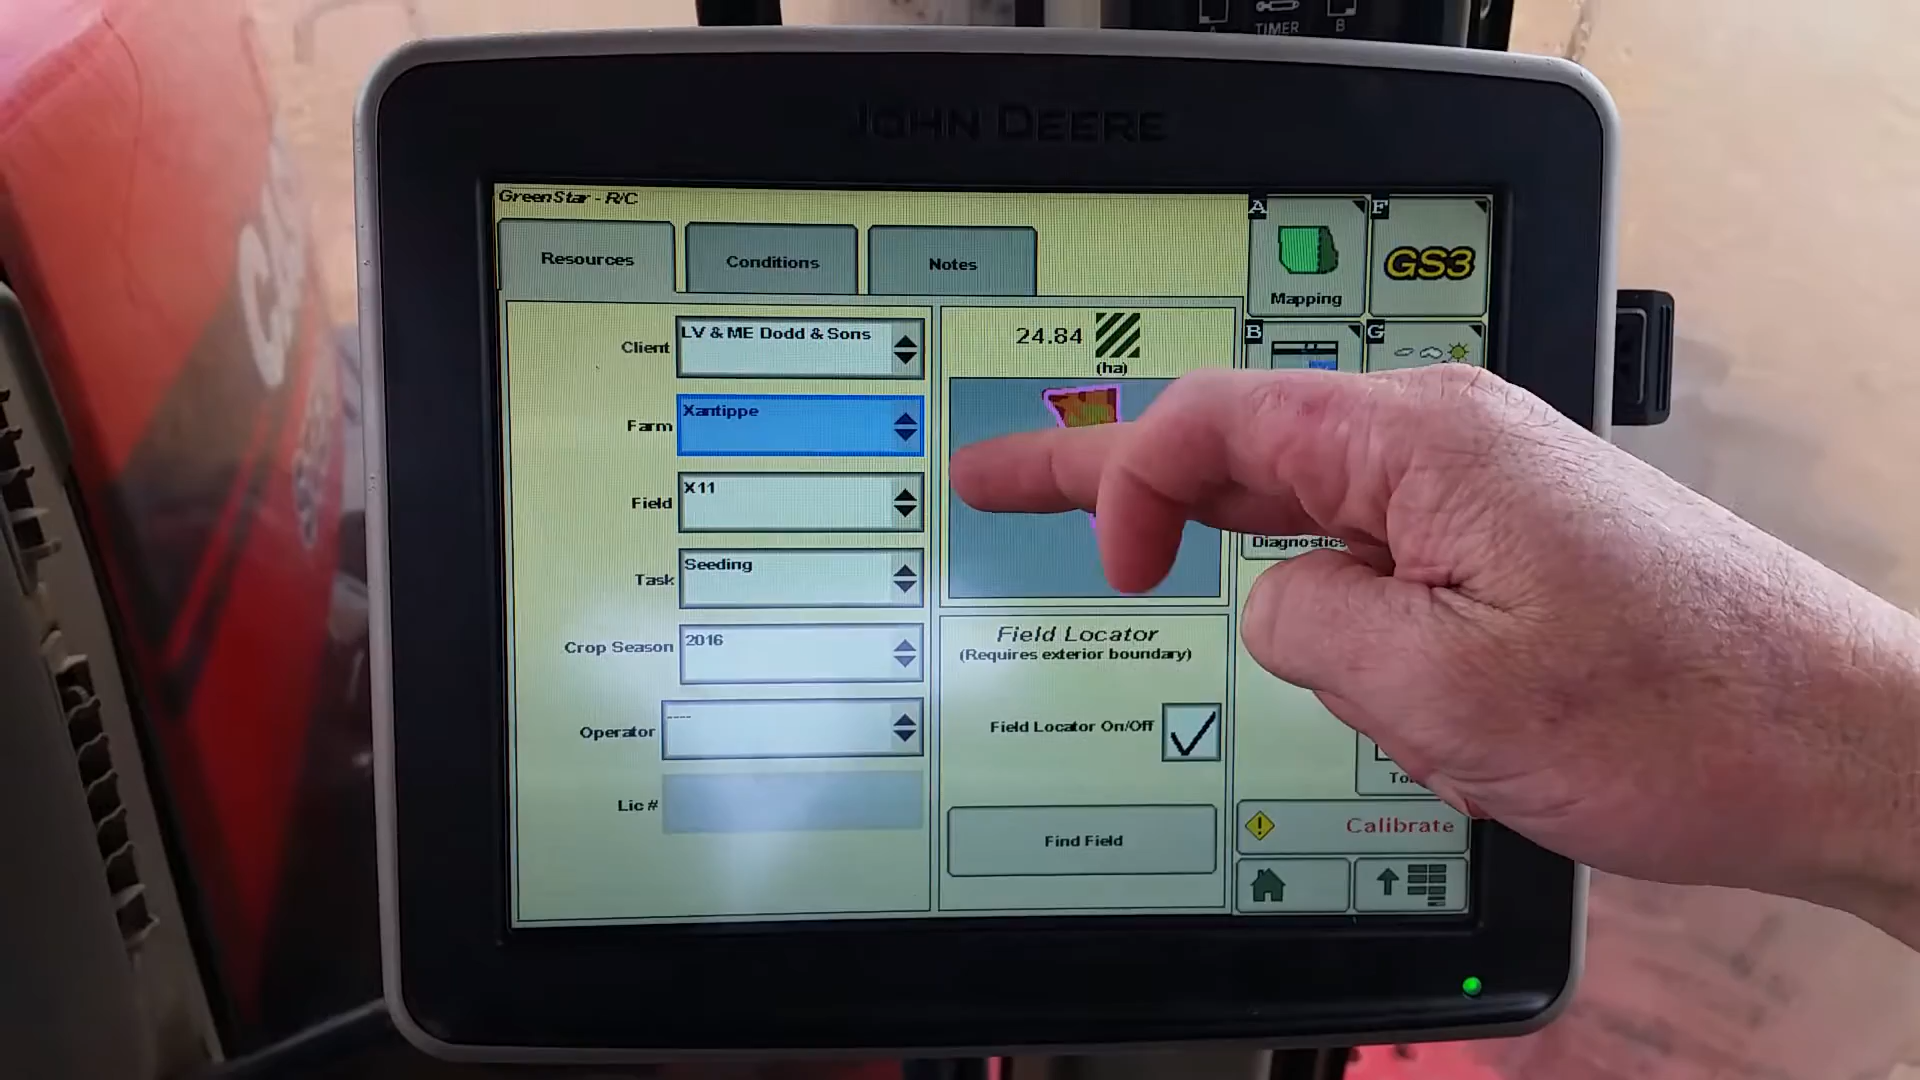 TIMER B
JOHN DEERE
GreenStar - R/C
Resources
Conditions
Notes
A
Mapping
F
GS3
Client
LV & ME Dodd & Sons
24.84
(ha)
B
G
Farm
Xantippe
Field
X11
Diagnostics
Task
Seeding
Crop Season
2016
Field Locator
(Requires exterior boundary)
Operator
----
Field Locator On/Off
Lic #
Find Field
Calibrate